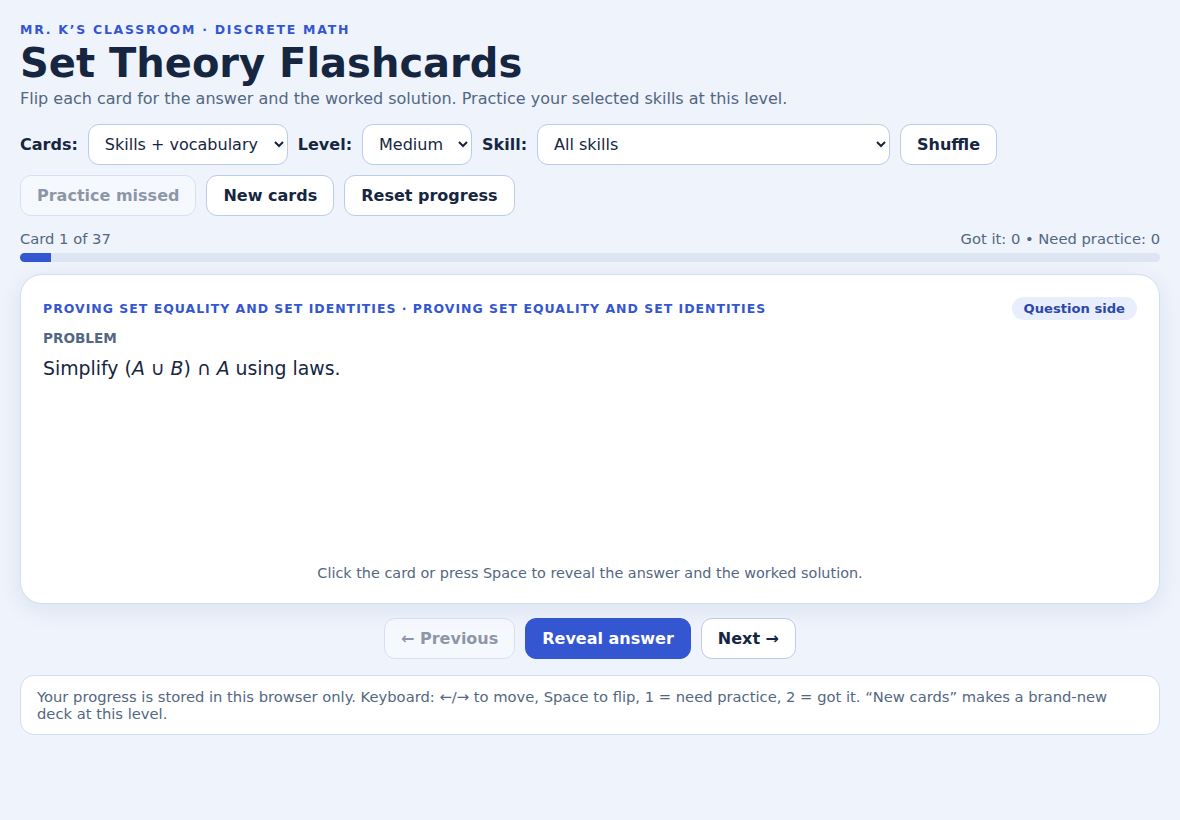 MR. K’S CLASSROOM · DISCRETE MATH
Set Theory Flashcards
Flip each card for the answer and the worked solution. Practice your selected skills at this level.
Cards: Skills + vocabulary Level: Medium Skill: All skills Shuffle
Practice missed New cards Reset progress
Card 1 of 37 Got it: 0 • Need practice: 0
PROVING SET EQUALITY AND SET IDENTITIES · PROVING SET EQUALITY AND SET IDENTITIES Question side
PROBLEM
Simplify (A ∪ B) ∩ A using laws.
Click the card or press Space to reveal the answer and the worked solution.
← Previous Reveal answer Next →
Your progress is stored in this browser only. Keyboard: ←/→ to move, Space to flip, 1 = need practice, 2 = got it. “New cards” makes a brand-new
deck at this level.